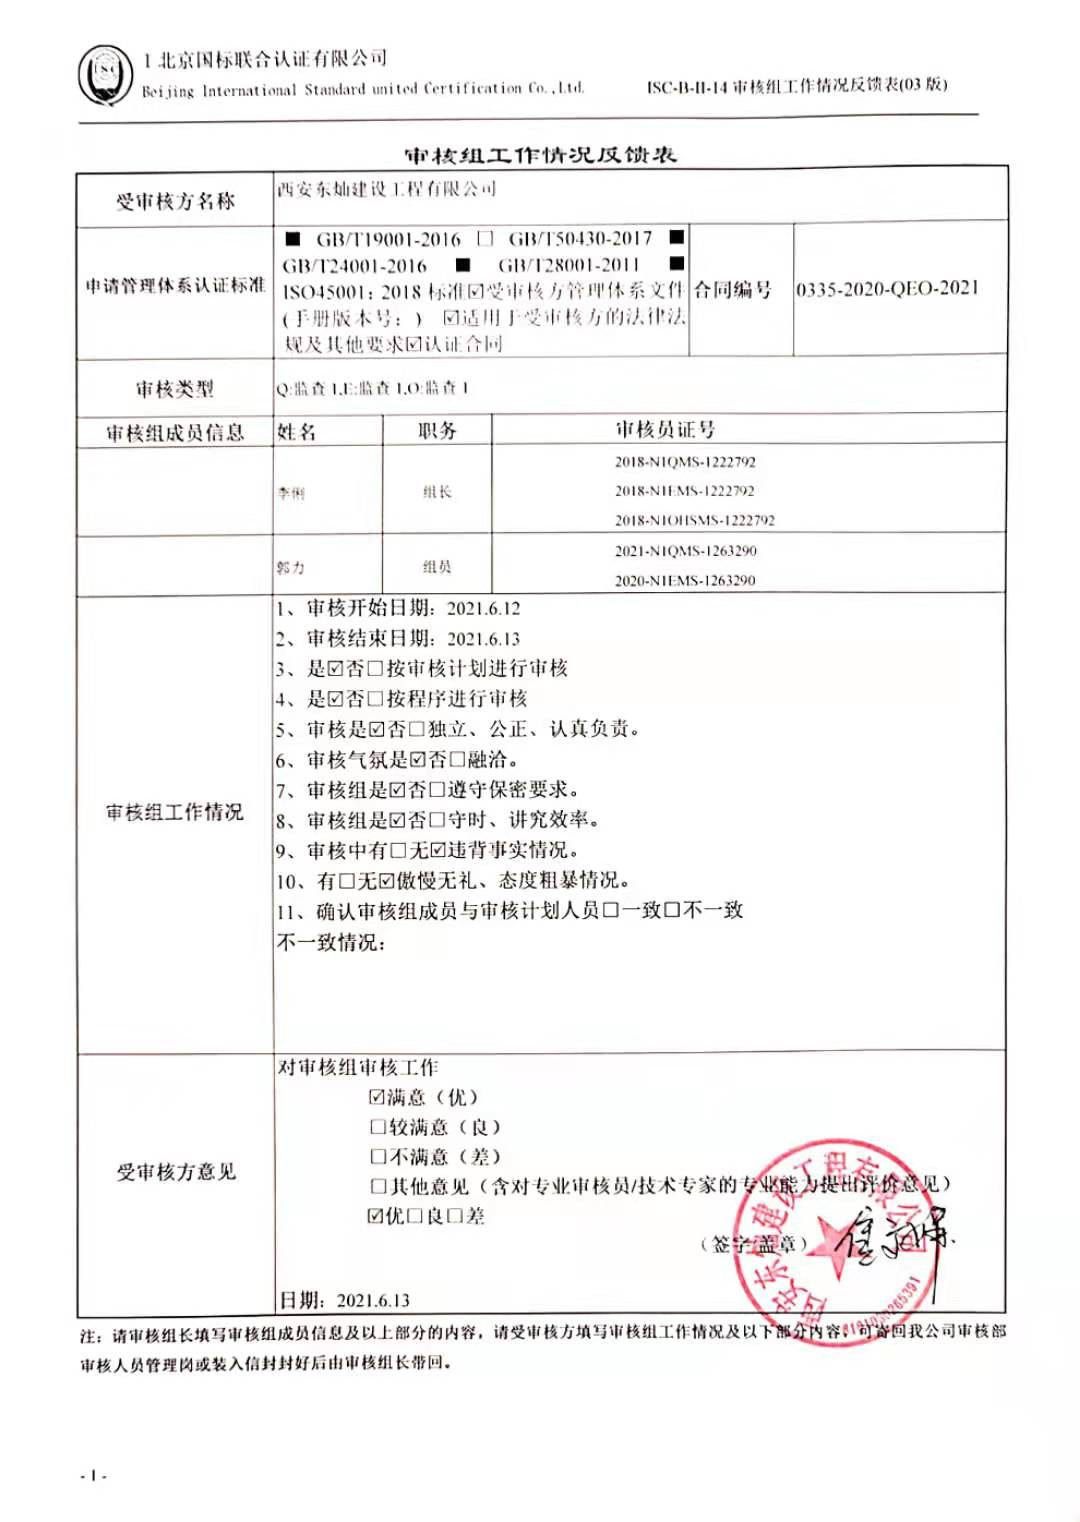 1 北京国标联合认证有限公司
Beijing International Standard united Certification Co.,Ltd.
ISC-B-II-14 审核组工作情况反馈表(03 版)
审核组工作情况反馈表
受审核方名称
西安东灿建设工程有限公司
申请管理体系认证标准
■ GB/T19001-2016 □ GB/T50430-2017 ■
GB/T24001-2016 ■ GB/T28001-2011 ■
ISO45001：2018 标准☑受审核方管理体系文件
(手册版本号：) ☑适用于受审核方的法律法
规及其他要求☑认证合同
合同编号
0335-2020-QEO-2021
审核类型
Q:监查 1,E:监查 1,O:监查 1
审核组成员信息
姓名
职务
审核员证号
李俐
组长
2018-N1QMS-1222792
2018-N1EMS-1222792
2018-N1OHSMS-1222792
郭力
组员
2021-N1QMS-1263290
2020-N1EMS-1263290
审核组工作情况
1、审核开始日期：2021.6.12
2、审核结束日期：2021.6.13
3、是☑否□按审核计划进行审核
4、是☑否□按程序进行审核
5、审核是☑否□独立、公正、认真负责。
6、审核气氛是☑否□融洽。
7、审核组是☑否□遵守保密要求。
8、审核组是☑否□守时、讲究效率。
9、审核中有□无☑违背事实情况。
10、有□无☑傲慢无礼、态度粗暴情况。
11、确认审核组成员与审核计划人员□一致□不一致
不一致情况：
受审核方意见
对审核组审核工作
☑满意（优）
□较满意（良）
□不满意（差）
□其他意见（含对专业审核员/技术专家的专业能力提出评价意见）
☑优□良□差
（签字盖章）
西安东灿建设工程有限公司
日期：2021.6.13
注：请审核组长填写审核组成员信息及以上部分的内容，请受审核方填写审核组工作情况及以下部分内容，可寄回我公司审核部
审核人员管理岗或装入信封封好后由审核组长带回。
- 1 -